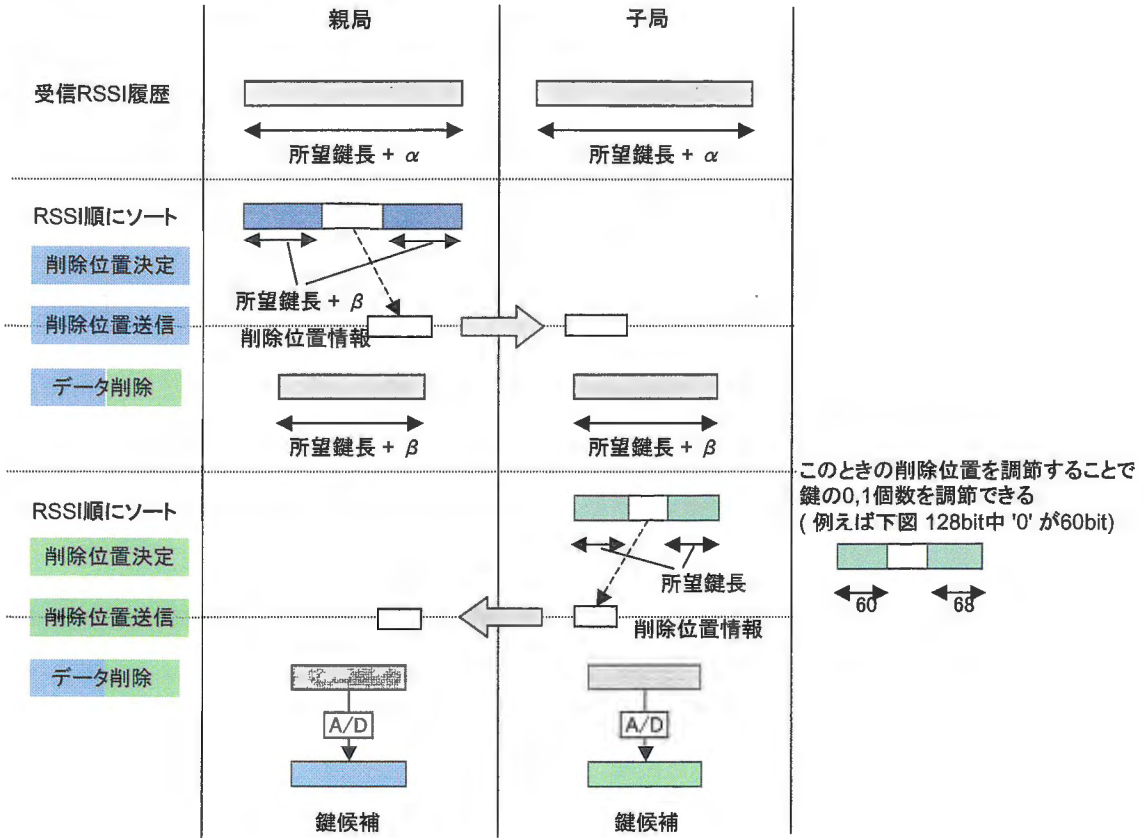 親局
子局
受信RSSI履歴
所望鍵長 + α
所望鍵長 + α
RSSI順にソート
削除位置決定
所望鍵長 + β
削除位置送信
削除位置情報
データ削除
所望鍵長 + β
所望鍵長 + β
このときの削除位置を調節することで
鍵の0,1個数を調節できる
( 例えば下図 128bit中 '0' が60bit)
RSSI順にソート
削除位置決定
所望鍵長
60
68
削除位置送信
削除位置情報
データ削除
A/D
A/D
鍵候補
鍵候補